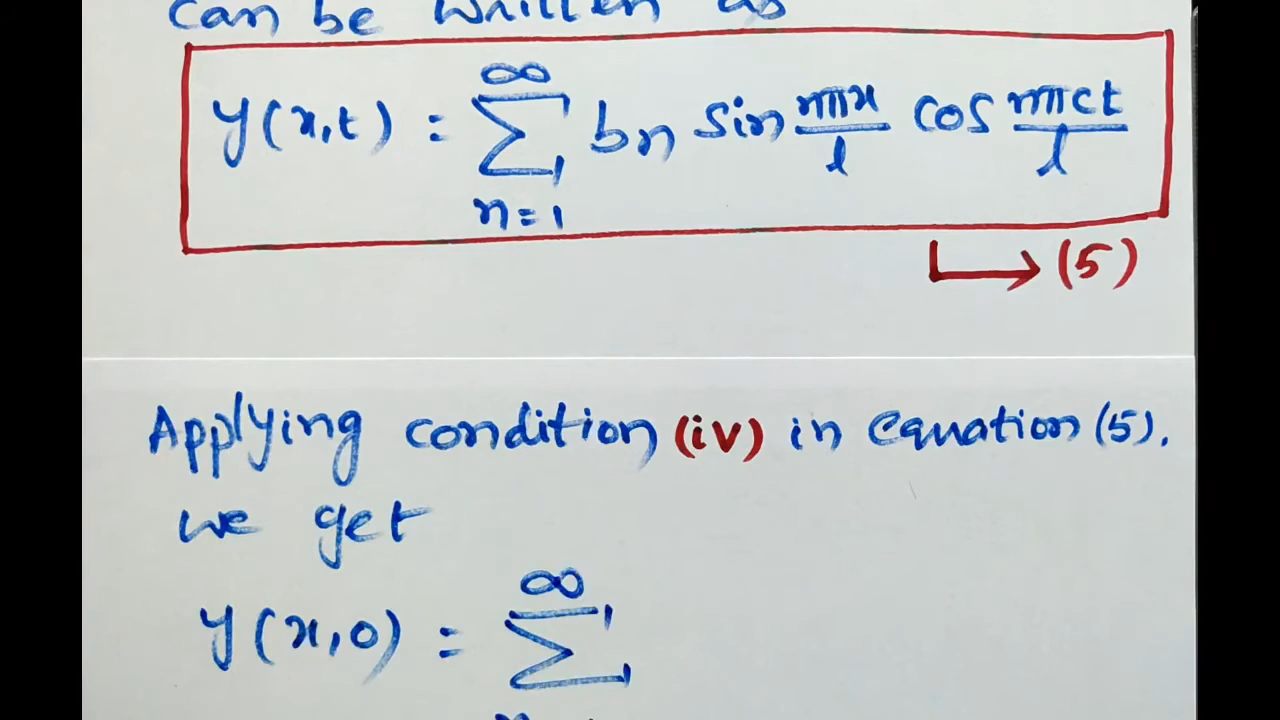 can be written as
y(x,t) = ∞ ∑ n=1 bn sin nπx/l cos nπct/l
↳ (5)
Applying condition (iv) in equation (5).
we get
y(x,0) = ∞ ∑